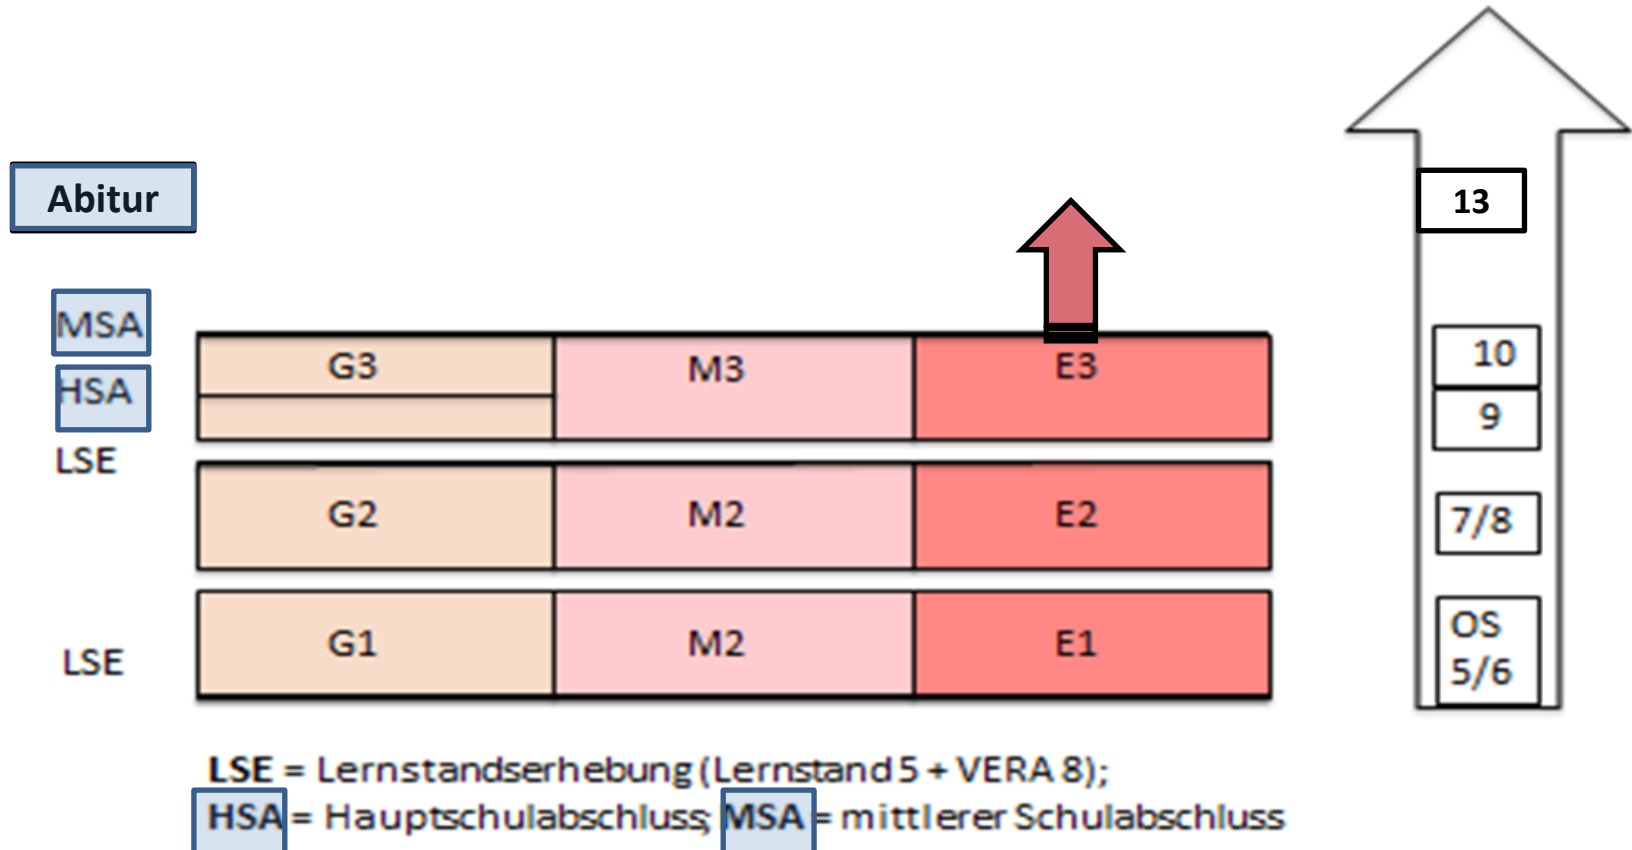 Abitur
13
MSA
10
G3 M3 E3
HSA
9
LSE
G2 M2 E2
7/8
OS
5/6
G1 M2 E1
LSE
LSE = Lernstandserhebung (Lernstand 5 + VERA 8);
HSA = Hauptschulabschluss; MSA = mittlerer Schulabschluss